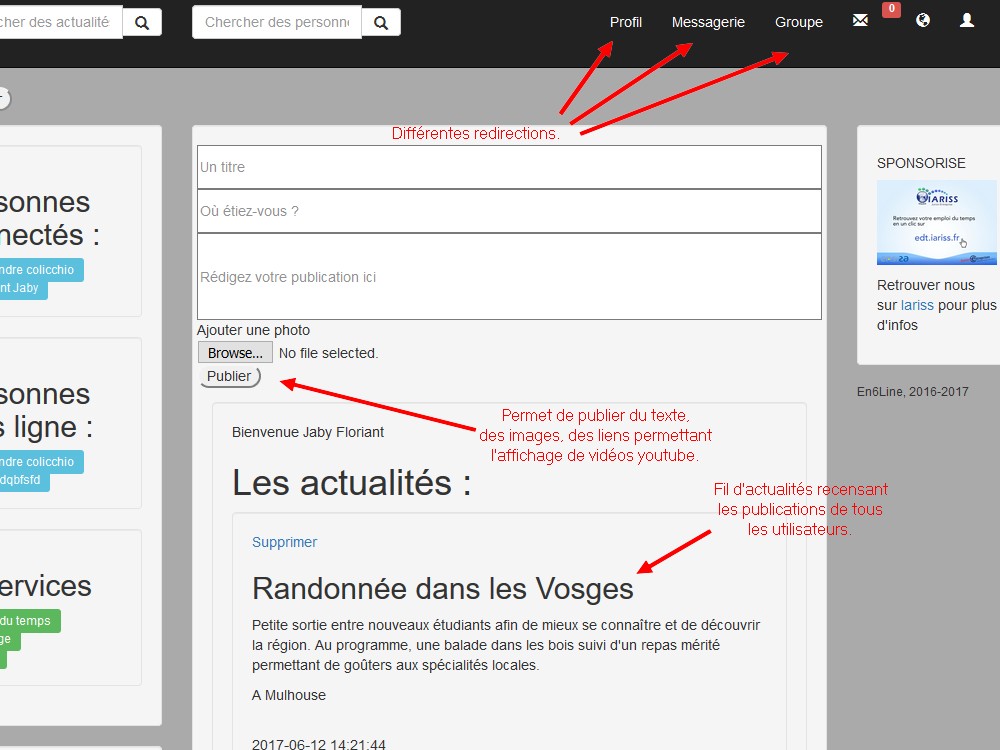 cher des actualité
Chercher des personne
Profil
Messagerie
Groupe
0
Différentes redirections.
sonnes
nectés :
ndre colicchio
nt Jaby
sonnes
s ligne :
ndre colicchio
dqbfsfd
ervices
du temps
ge
Un titre
Où étiez-vous ?
Rédigez votre publication ici
Ajouter une photo
Browse... No file selected.
Publier
Permet de publier du texte,
des images, des liens permettant
l'affichage de vidéos youtube.
Bienvenue Jaby Floriant
Les actualités :
Fil d'actualités recensant
les publications de tous
les utilisateurs.
Supprimer
Randonnée dans les Vosges
Petite sortie entre nouveaux étudiants afin de mieux se connaître et de découvrir
la région. Au programme, une balade dans les bois suivi d'un repas mérité
permettant de goûters aux spécialités locales.
A Mulhouse
2017-06-12 14:21:44
SPONSORISE
IARISS
Retrouvez votre emploi du temps
en un clic sur
edt.iariss.fr
Retrouver nous
sur Iariss pour plus
d'infos
En6Line, 2016-2017